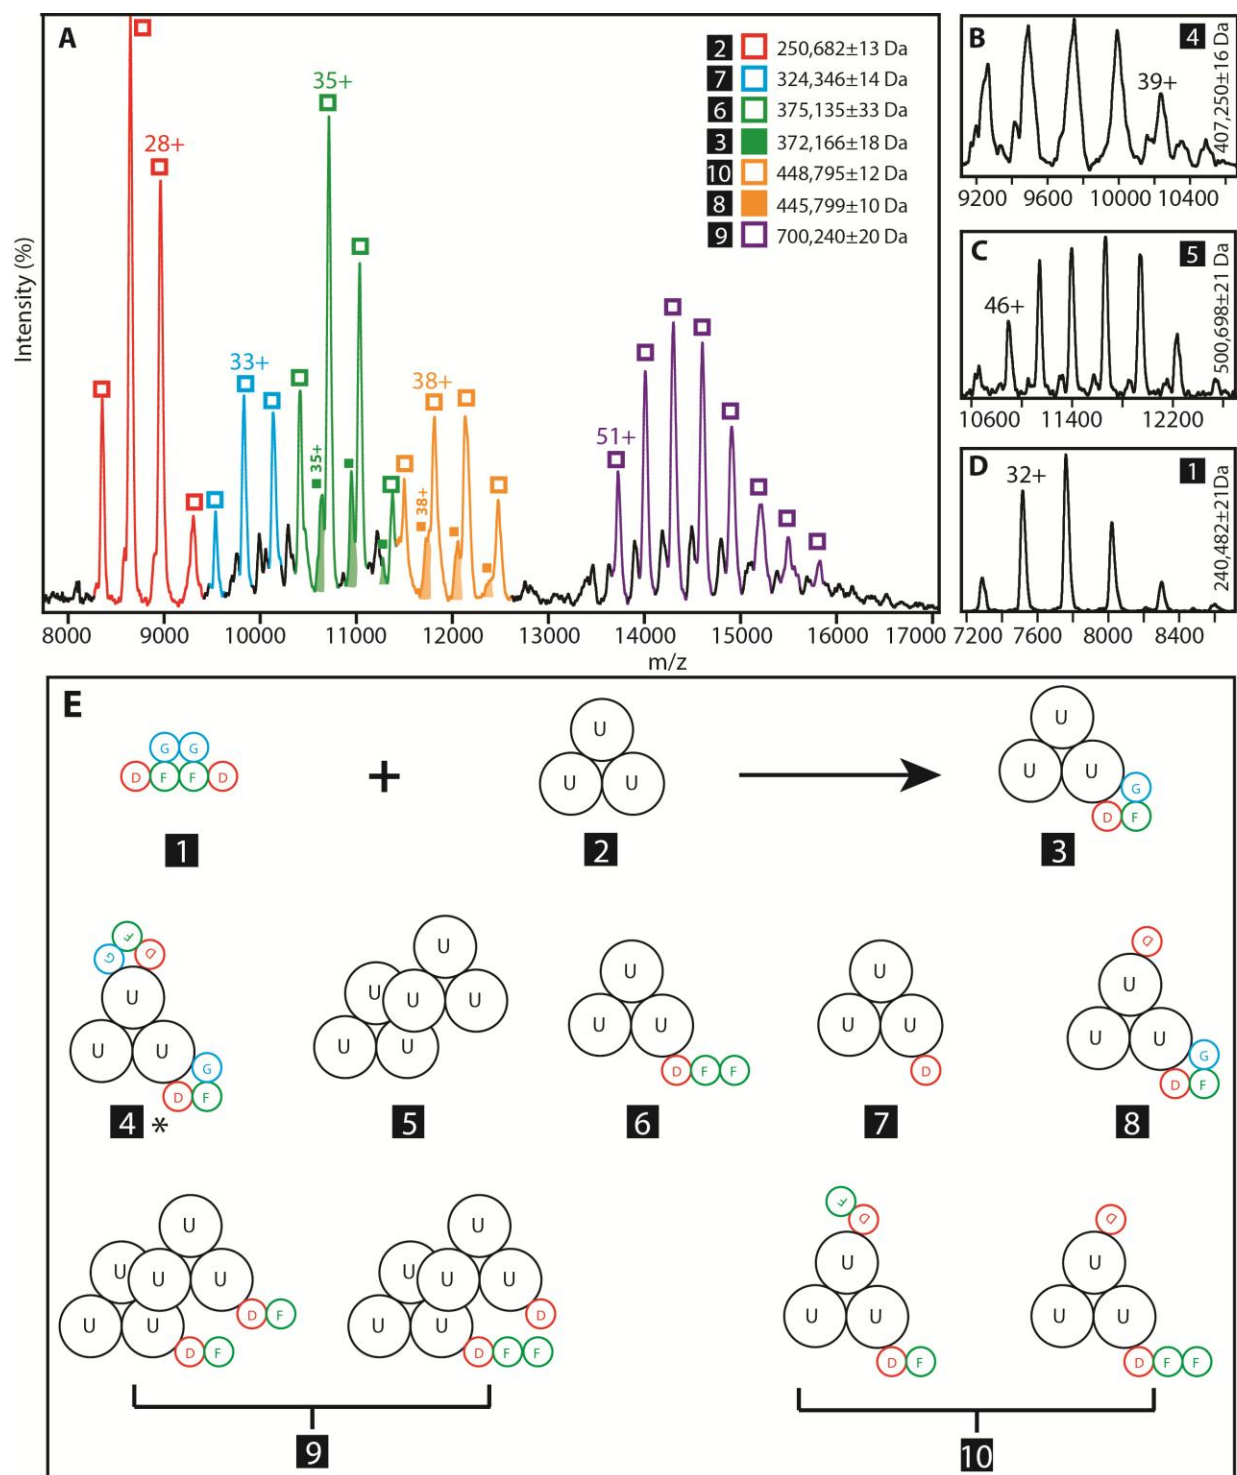 A
Intensity (%)
28+
33+
35+
35+
38+
38+
51+
2 250,682±13 Da
7 324,346±14 Da
6 375,135±33 Da
3 372,166±18 Da
10 448,795±12 Da
8 445,799±10 Da
9 700,240±20 Da
8000 9000 10000 11000 12000 13000 14000 15000 16000 17000
m/z
B
4
39+
407,250±16 Da
9200 9600 10000 10400
C
5
46+
500,698±21 Da
10600 11400 12200
D
1
32+
240,482±21Da
7200 7600 8000 8400
E
G G
D F F D
+
U
U U
U
U U
G
D F
1
2
3
G F D
U
U U
G
D F
U
U U
U U
U
U
U U
D F F
U
U U
D
D
U
U U
G
D F
4 *
5
6
7
8
U
U U U
U U
D F
D F
U
U U U
U U
D
D F F
F D
U
U U
D F
D
U
U U
D F F
9
10